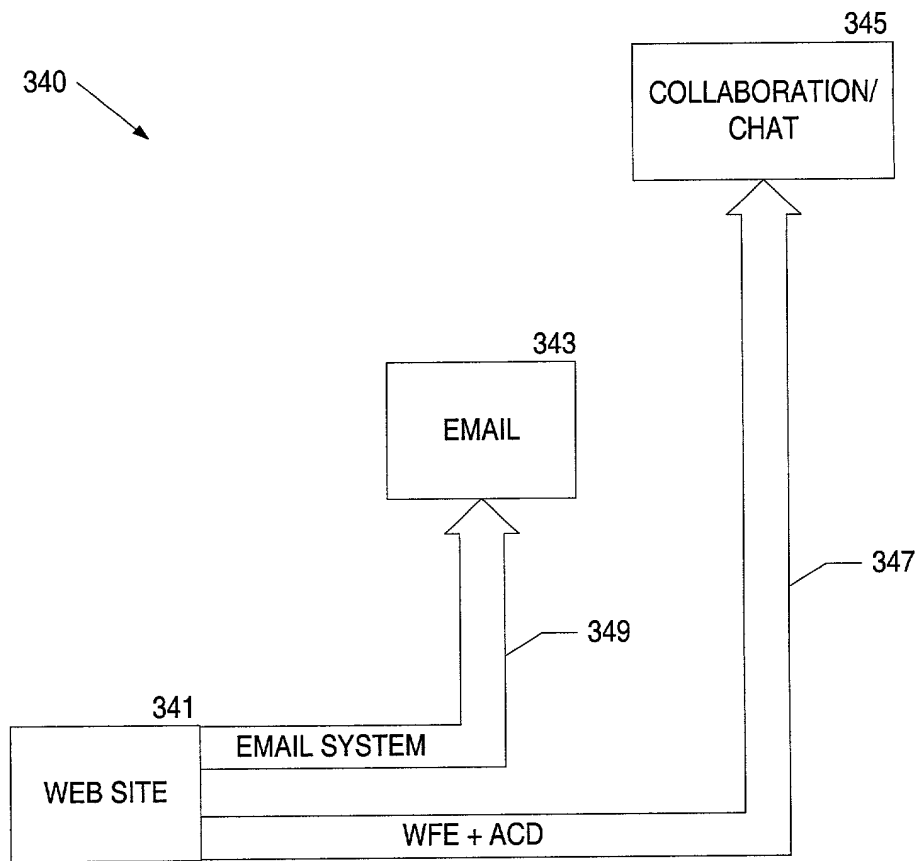 345
340
COLLABORATION/
CHAT
343
EMAIL
347
349
341
EMAIL SYSTEM
WEB SITE
WFE + ACD